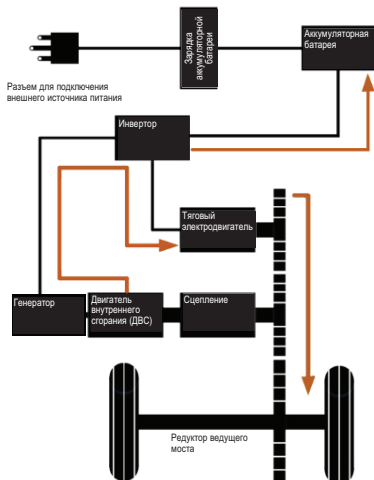 Зарядка
аккумуляторной
батареи
Аккумуляторная
батарея
Разъем для подключения
внешнего источника питания
Инвертор
Тяговый
электродвигатель
Генератор
Двигатель
внутреннего
сгорания (ДВС)
Сцепление
Редуктор ведущего
моста